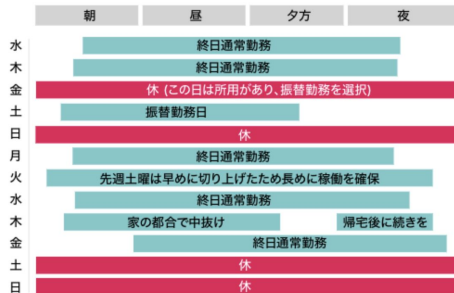 朝 昼 夕方 夜
水 終日通常勤務
木 終日通常勤務
金 休 (この日は所用があり、振替勤務を選択)
土 振替勤務日
日 休
月 終日通常勤務
火 先週土曜は早めに切り上げたため長めに稼働を確保
水 終日通常勤務
木 家の都合で中抜け 帰宅後に続きを
金 終日通常勤務
土 休
日 休